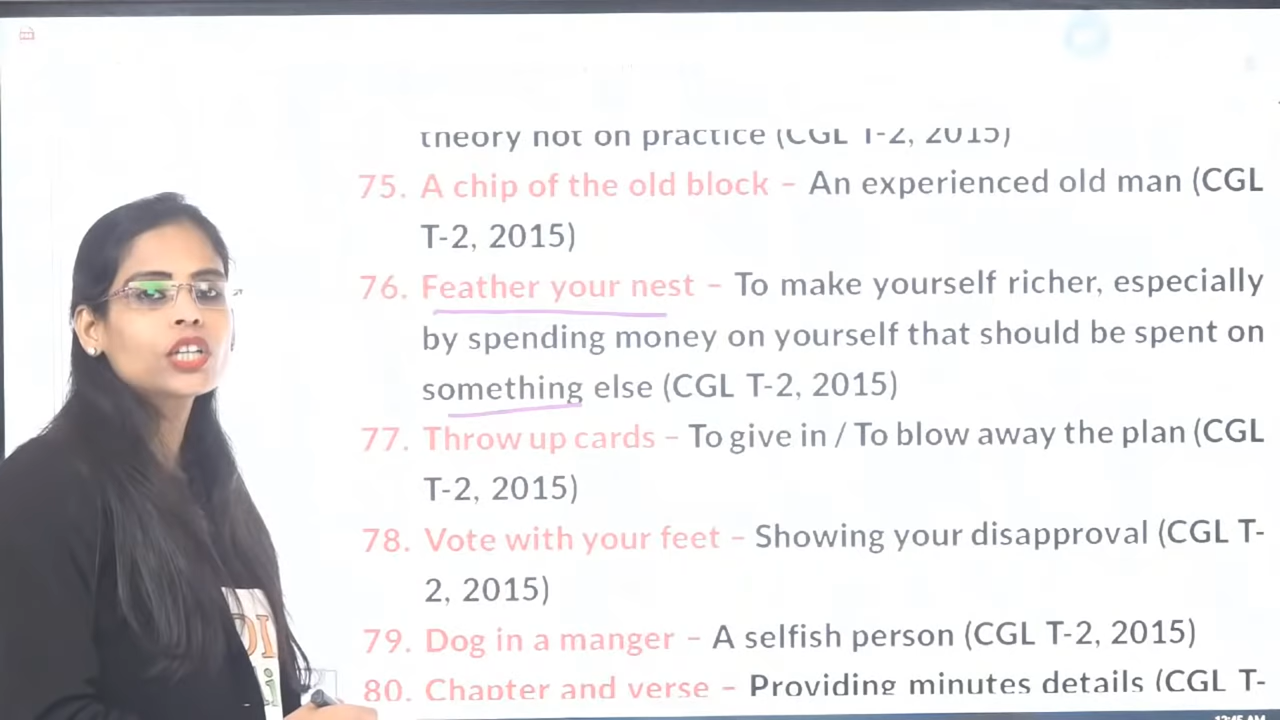 theory not on practice (CGL T-2, 2015)
75. A chip of the old block – An experienced old man (CGL
T-2, 2015)
76. Feather your nest – To make yourself richer, especially
by spending money on yourself that should be spent on
something else (CGL T-2, 2015)
77. Throw up cards – To give in / To blow away the plan (CGL
T-2, 2015)
78. Vote with your feet – Showing your disapproval (CGL T-
2, 2015)
79. Dog in a manger – A selfish person (CGL T-2, 2015)
80. Chapter and verse – Providing minutes details (CGL T-